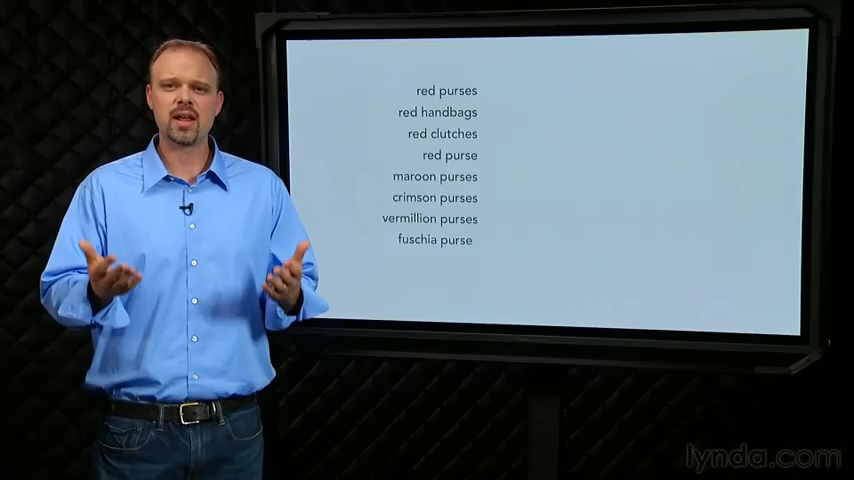 red purses
red handbags
red clutches
red purse
maroon purses
crimson purses
vermillion purses
fuschia purse
lynda.com